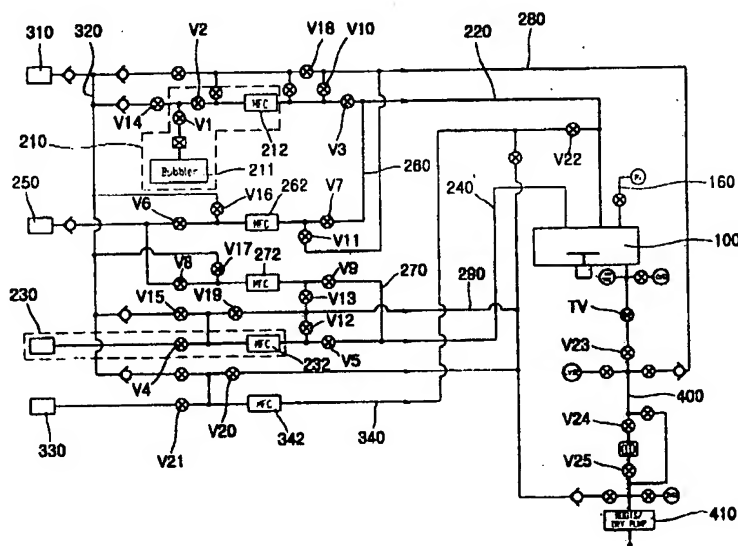 310
320
V2
V18
V10
280
220
V14
V1
MFC
V3
210
212
V22
Bubbler
211
260
240
160
250
V16
262
V7
V6
MFC
V11
100
V17
272
V9
270
V8
MFC
290
V15
V19
V13
TV
230
V12
V23
MFC
V5
V4
232
400
V20
V24
330
MFC
340
V21
342
V25
410
DRY PUMP